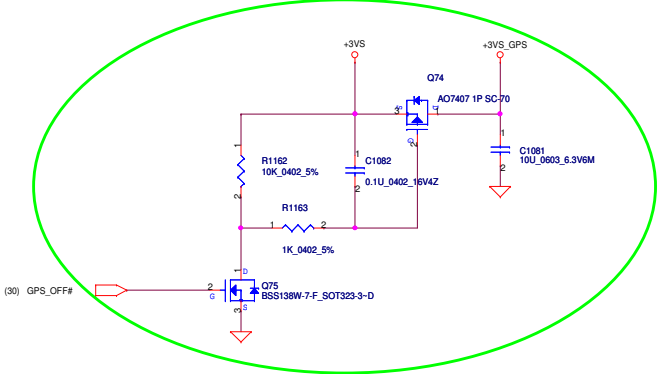 +3VS
+3VS_GPS
Q74
AO7407 1P SC-70
3
S
D
1
G
2
1
R1162
10K_0402_5%
2
1
C1082
0.1U_0402_16V4Z
2
1
C1081
10U_0603_6.3V6M
2
R1163
1
2
1K_0402_5%
1
D
(30) GPS_OFF#
2
G
Q75
BSS138W-7-F_SOT323-3~D
S
3